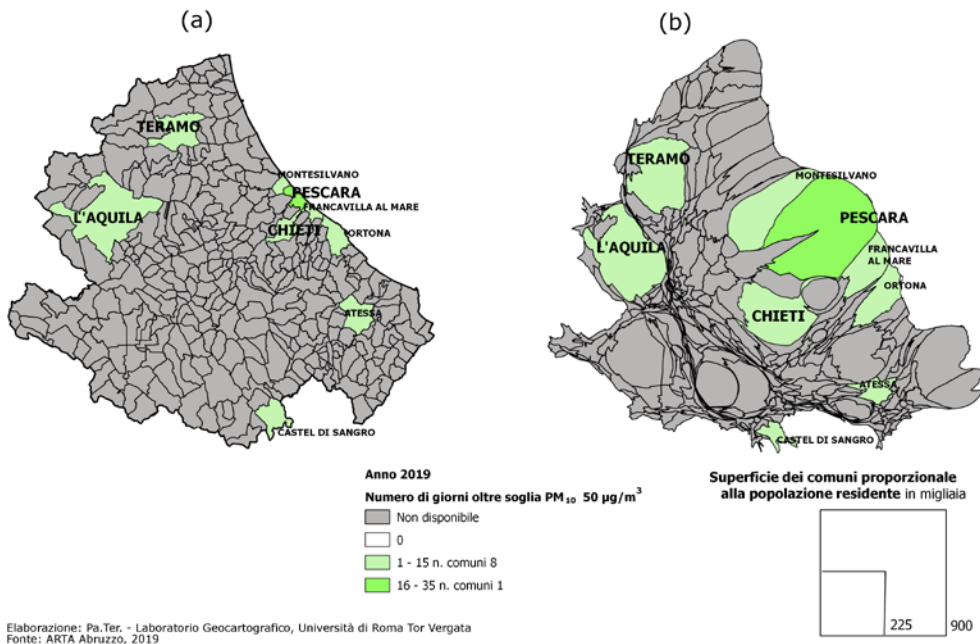 (a)
TERAMO
MONTESILVANO
PESCARA
FRANCAVILLA AL MARE
L'AQUILA
CHIETI
ORTONA
ATESSA
CASTEL DI SANGRO
(b)
TERAMO
MONTESILVANO
PESCARA
L'AQUILA
FRANCAVILLA
AL MARE
ORTONA
CHIETI
ATESSA
CASTEL DI SANGRO
Anno 2019
Numero di giorni oltre soglia PM₁₀ 50 µg/m³
Non disponibile
0
1 - 15 n. comuni 8
16 - 35 n. comuni 1
Superficie dei comuni proporzionale
alla popolazione residente in migliaia
225
900
Elaborazione: Pa.Ter. - Laboratorio Geocartografico, Università di Roma Tor Vergata
Fonte: ARTA Abruzzo, 2019